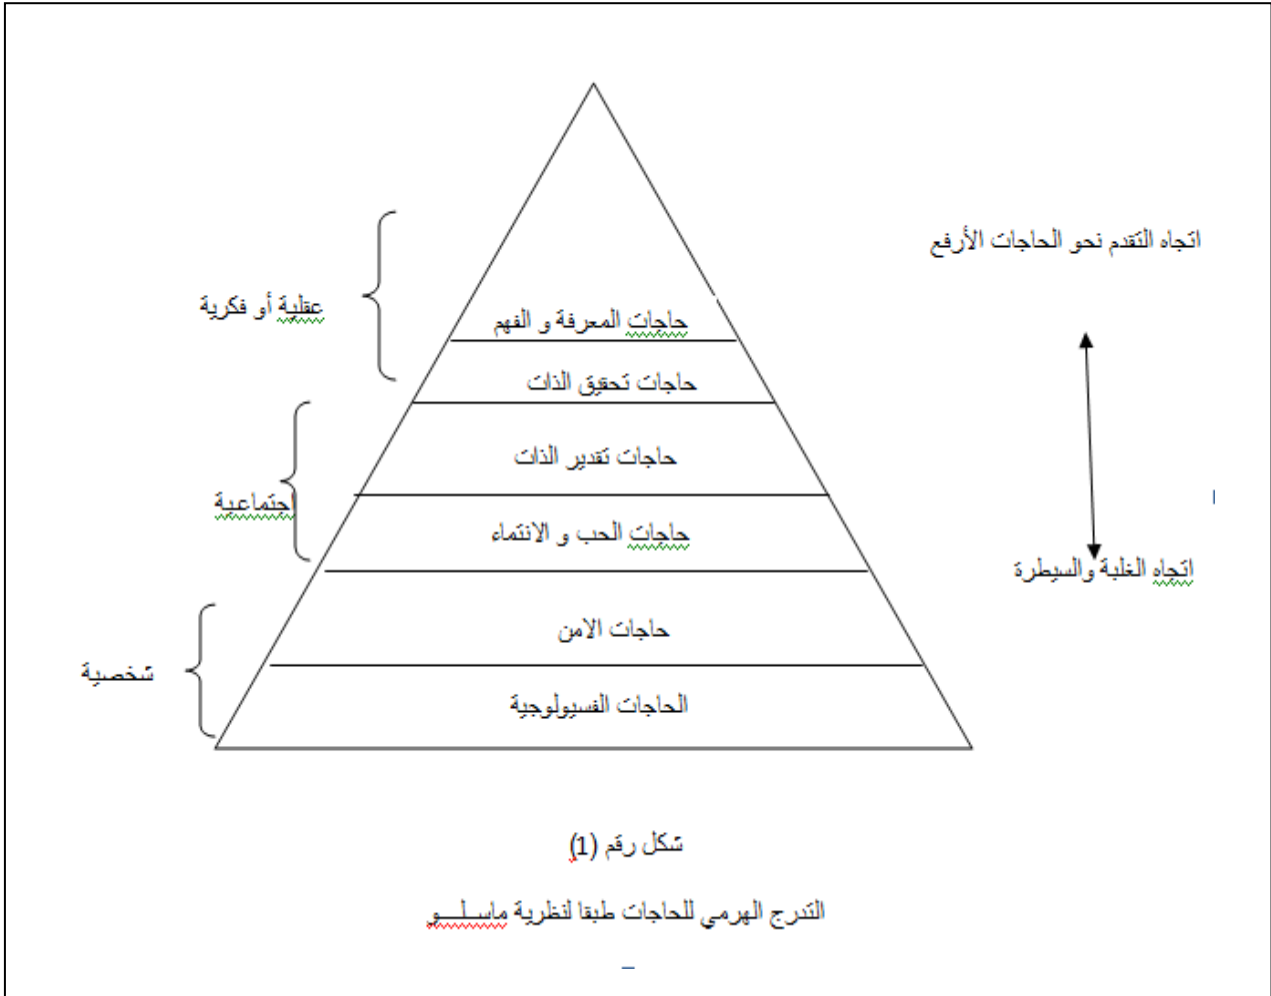 اتجاه التقدم نحو الحاجات الأرفع
عقلية أو فكرية
حاجات المعرفة و الفهم
حاجات تحقيق الذات
حاجات تقدير الذات
اجتماعية
حاجات الحب و الانتماء
اتجاه الغلبة والسيطرة
حاجات الامن
شخصية
الحاجات الفسيولوجية
شكل رقم (1)
التدرج الهرمي للحاجات طبقا لنظرية ماسلـــو